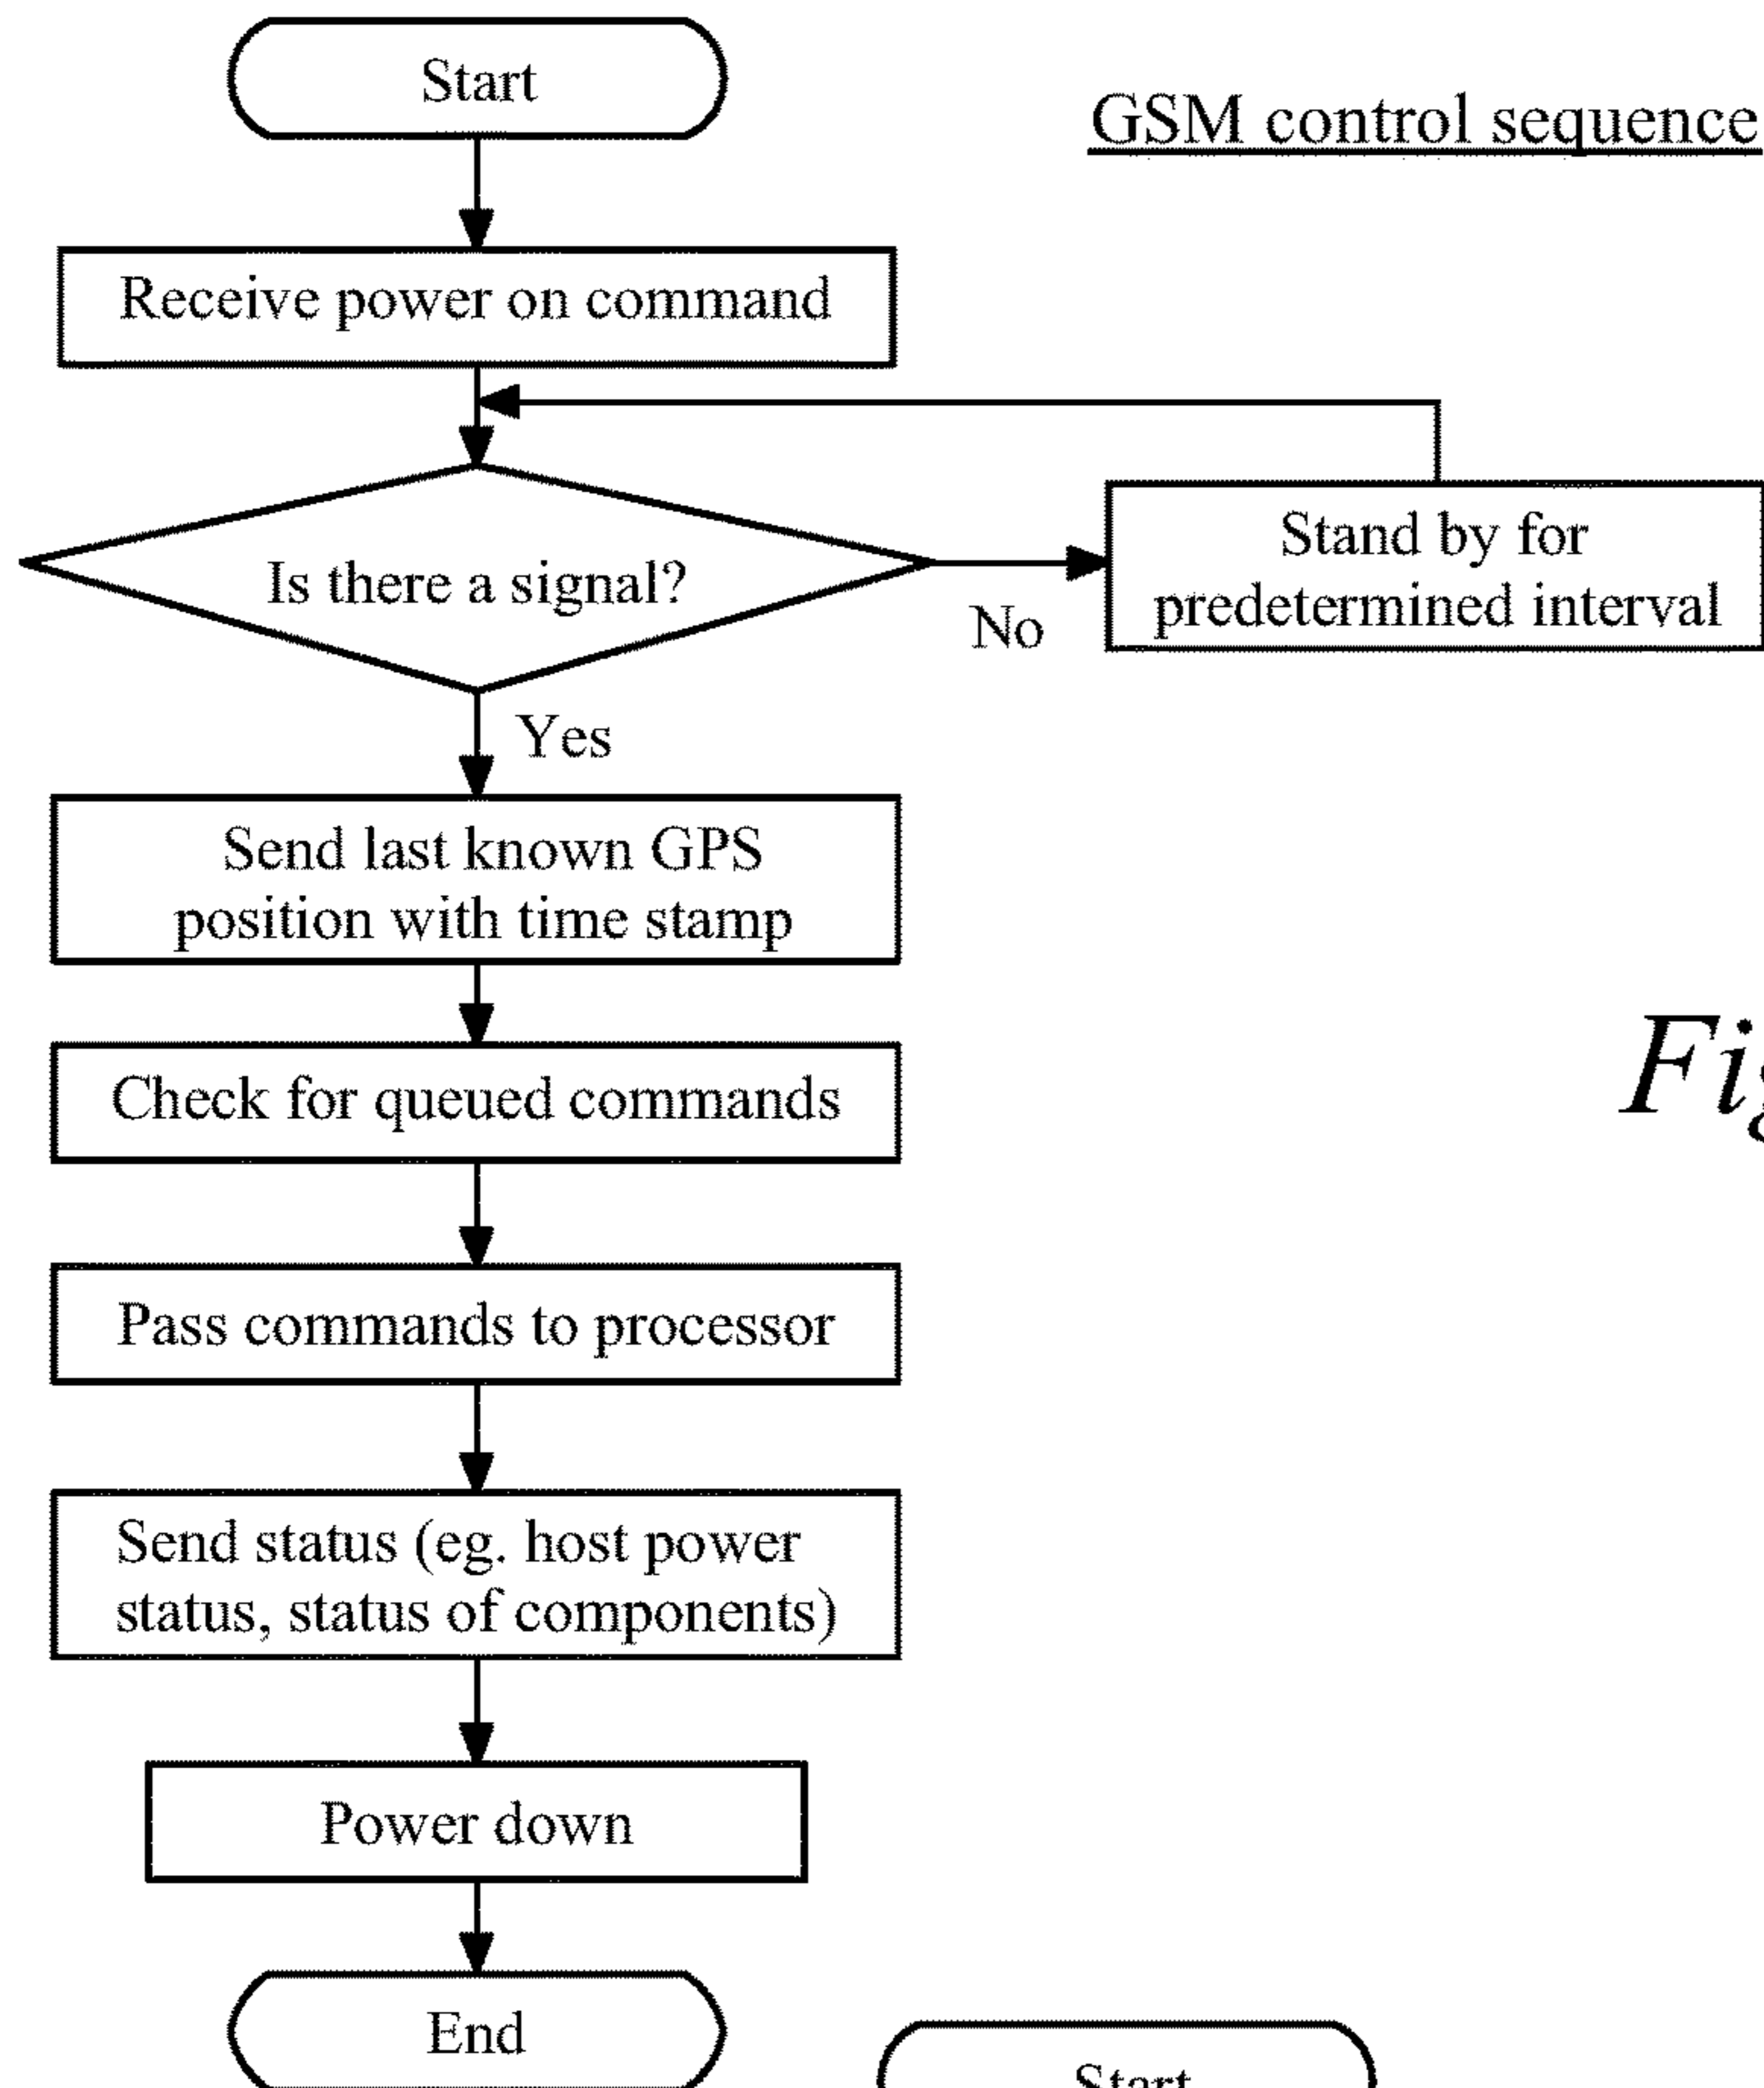 Start
GSM control sequence
Receive power on command
Is there a signal?
No
Stand by for
predetermined interval
Yes
Send last known GPS
position with time stamp
Fig
Check for queued commands
Pass commands to processor
Send status (eg. host power
status, status of components)
Power down
End
Start